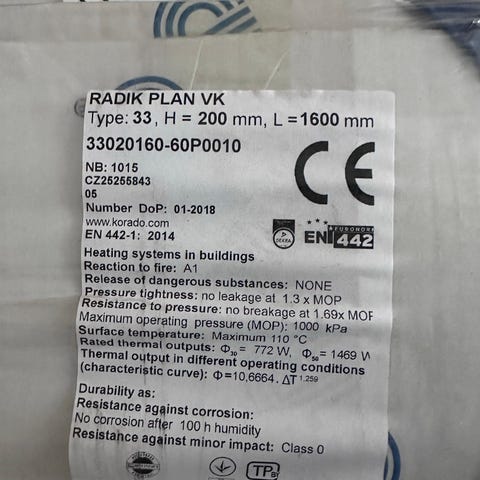 RADIK PLAN VK
Type: 33, H = 200 mm, L = 1600 mm
33020160-60P0010
NB: 1015
CZ25255843
05
Number DoP: 01-2018
www.korado.com
EN 442-1: 2014
CE
DEKRA
EN EURONORM 442
Heating systems in buildings
Reaction to fire: A1
Release of dangerous substances: NONE
Pressure tightness: no leakage at 1.3 x MOP
Resistance to pressure: no breakage at 1.69x MOP
Maximum operating pressure (MOP): 1000 kPa
Surface temperature: Maximum 110 °C
Rated thermal outputs: Φ₃₀ = 772 W, Φ₅₀ = 1469 W
Thermal output in different operating conditions
(characteristic curve): Φ=10,6664 . ΔT¹·²⁵⁹
Durability as:
Resistance against corrosion:
No corrosion after 100 h humidity
Resistance against minor impact: Class 0
TP